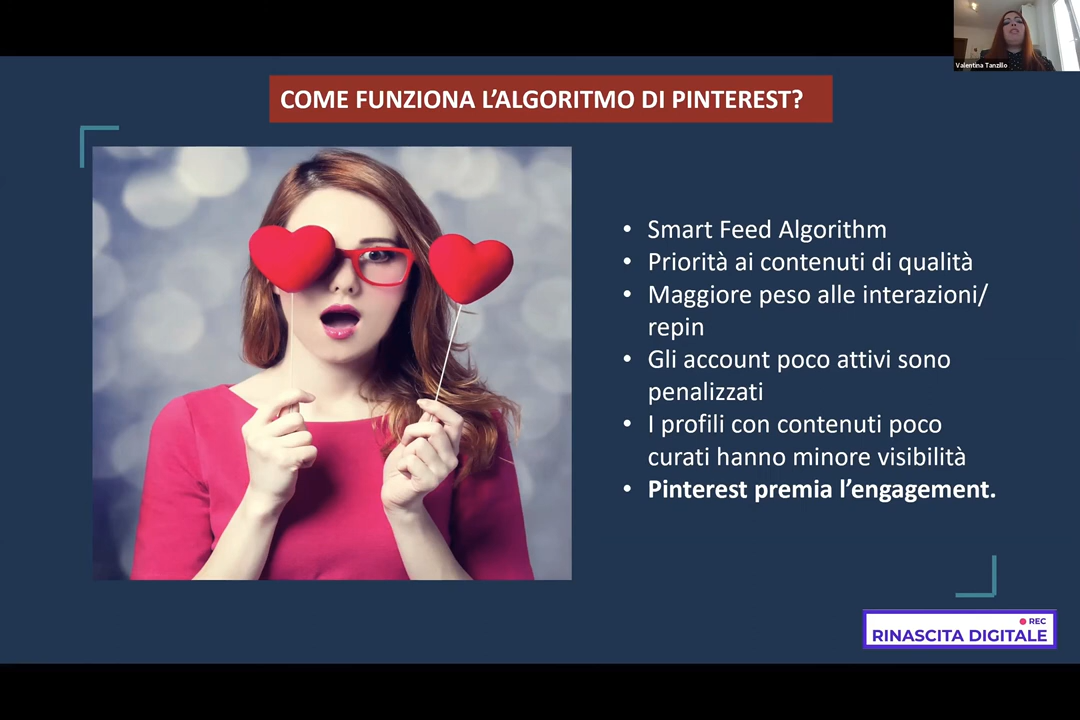 Valentina Tanzillo
COME FUNZIONA L’ALGORITMO DI PINTEREST?
• Smart Feed Algorithm
• Priorità ai contenuti di qualità
• Maggiore peso alle interazioni/
repin
• Gli account poco attivi sono
penalizzati
• I profili con contenuti poco
curati hanno minore visibilità
• Pinterest premia l’engagement.
REC
RINASCITA DIGITALE